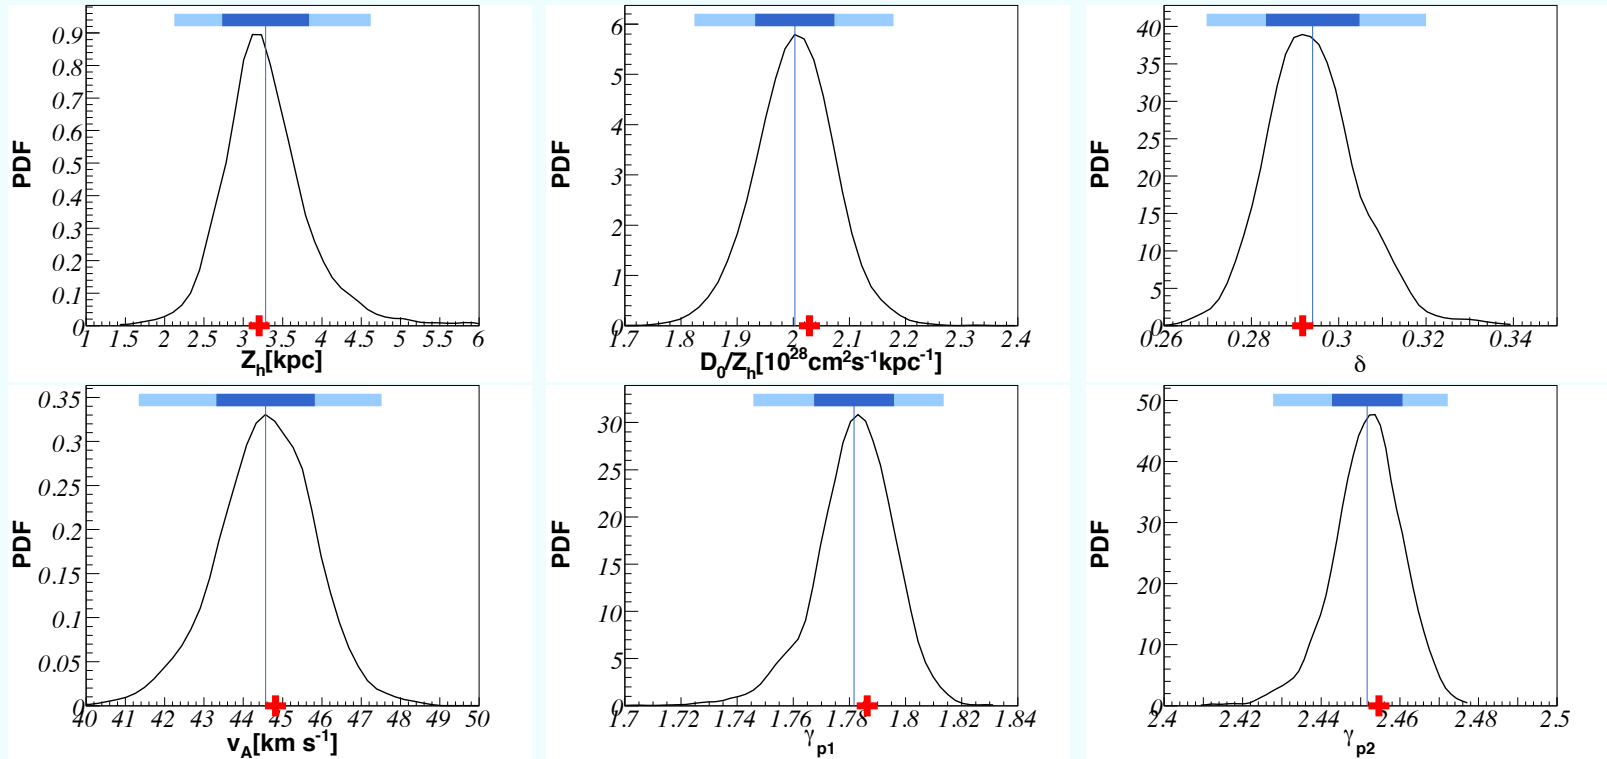 PDF
0.9
0.8
0.7
0.6
0.5
0.4
0.3
0.2
0.1
0
1 1.5 2 2.5 3 3.5 4 4.5 5 5.5 6
Z_h[kpc]
PDF
6
5
4
3
2
1
0
1.7 1.8 1.9 2 2.1 2.2 2.3 2.4
D_0/Z_h[10^28cm^2s^-1kpc^-1]
PDF
40
35
30
25
20
15
10
5
0
0.26 0.28 0.3 0.32 0.34
δ
PDF
0.35
0.3
0.25
0.2
0.15
0.1
0.05
0
40 41 42 43 44 45 46 47 48 49 50
v_A[km s^-1]
PDF
30
25
20
15
10
5
0
1.7 1.72 1.74 1.76 1.78 1.8 1.82 1.84
γ_p1
PDF
50
40
30
20
10
0
2.4 2.42 2.44 2.46 2.48 2.5
γ_p2